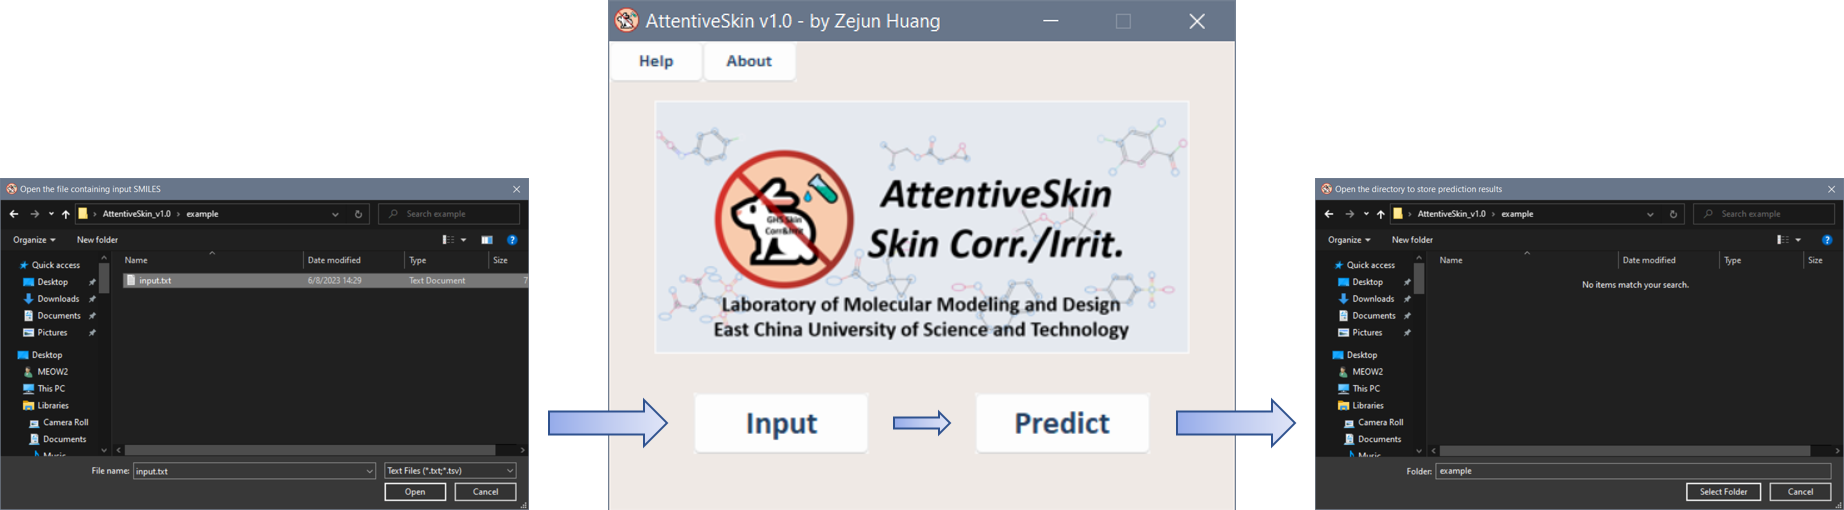 Open the file containing input SMILES
AttentiveSkin_v1.0 › example
Search example
Organize
New folder
Name
Date modified
Type
Size
Quick access
Desktop
Downloads
Documents
Pictures
Desktop
MEOW2
This PC
Libraries
Camera Roll
Documents
Music
input.txt
6/8/2023 14:29
Text Document
7
File name:
input.txt
Text Files (*.txt;*.tsv)
Open
Cancel
AttentiveSkin v1.0 - by Zejun Huang
Help
About
GHS Skin
Corr&Irrit
AttentiveSkin
Skin Corr./Irrit.
Laboratory of Molecular Modeling and Design
East China University of Science and Technology
Input
Predict
Open the directory to store prediction results
AttentiveSkin_v1.0 › example
Search example
Organize
New folder
Name
Date modified
Type
Size
Quick access
Desktop
Downloads
Documents
Pictures
Desktop
MEOW2
This PC
Libraries
Camera Roll
Documents
Music
No items match your search.
Folder:
example
Select Folder
Cancel